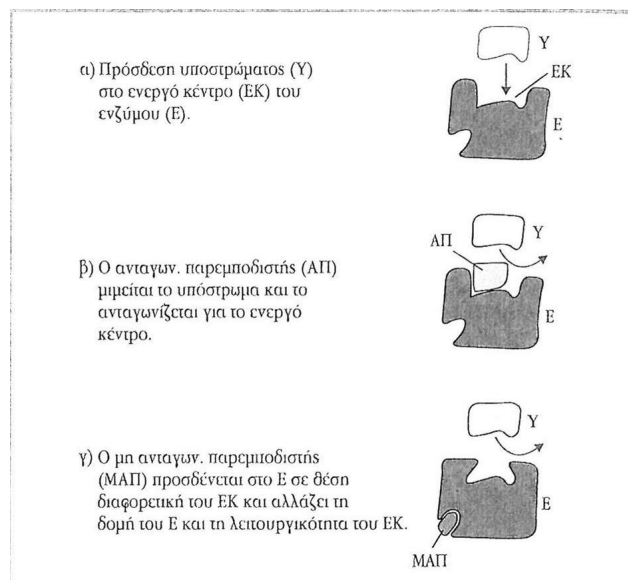 α) Πρόσδεση υποστρώματος (Υ)
στο ενεργό κέντρο (ΕΚ) του
ενζύμου (Ε).
Υ
ΕΚ
Ε
β) Ο ανταγων. παρεμποδιστής (ΑΠ)
μιμείται το υπόστρωμα και το
ανταγωνίζεται για το ενεργό
κέντρο.
ΑΠ
Υ
Ε
γ) Ο μη ανταγων. παρεμποδιστής
(ΜΑΠ) προσδένεται στο Ε σε θέση
διαφορετική του ΕΚ και αλλάζει τη
δομή του Ε και τη λειτουργικότητα του ΕΚ.
Υ
Ε
ΜΑΠ